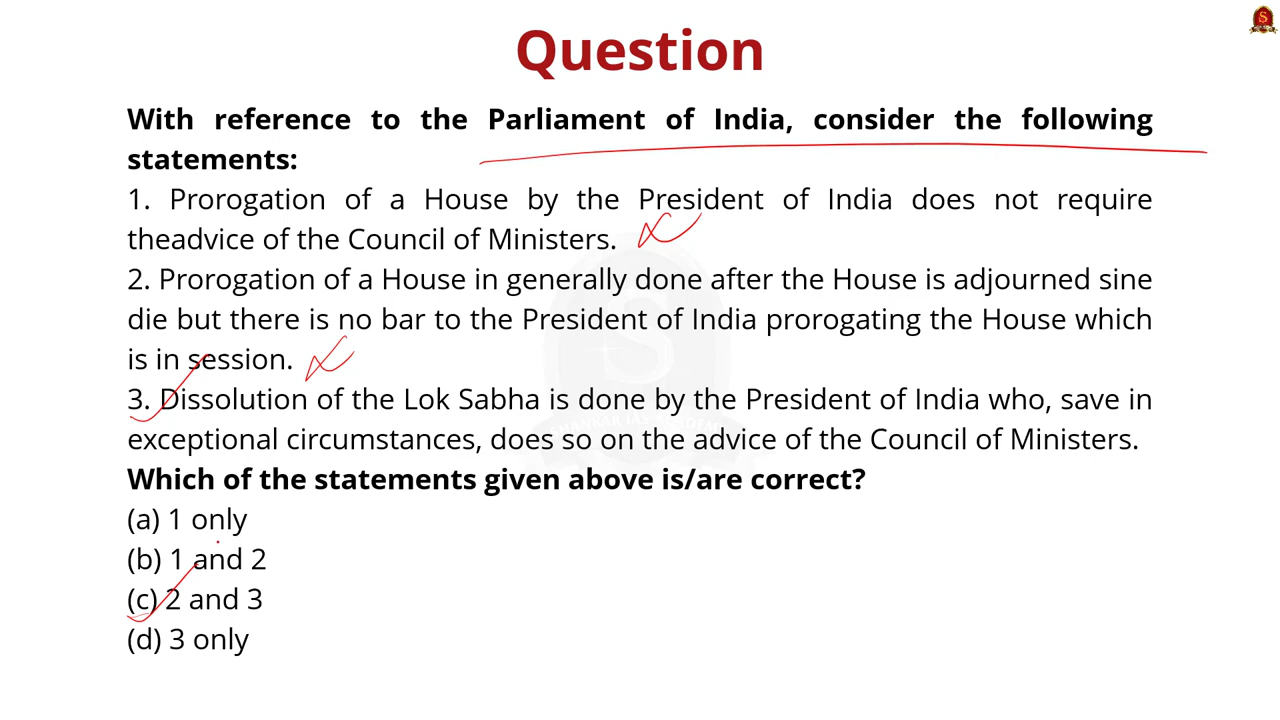 Question
With reference to the Parliament of India, consider the following
statements:
1. Prorogation of a House by the President of India does not require
theadvice of the Council of Ministers.
2. Prorogation of a House in generally done after the House is adjourned sine
die but there is no bar to the President of India prorogating the House which
is in session.
3. Dissolution of the Lok Sabha is done by the President of India who, save in
exceptional circumstances, does so on the advice of the Council of Ministers.
Which of the statements given above is/are correct?
(a) 1 only
(b) 1 and 2
(c) 2 and 3
(d) 3 only